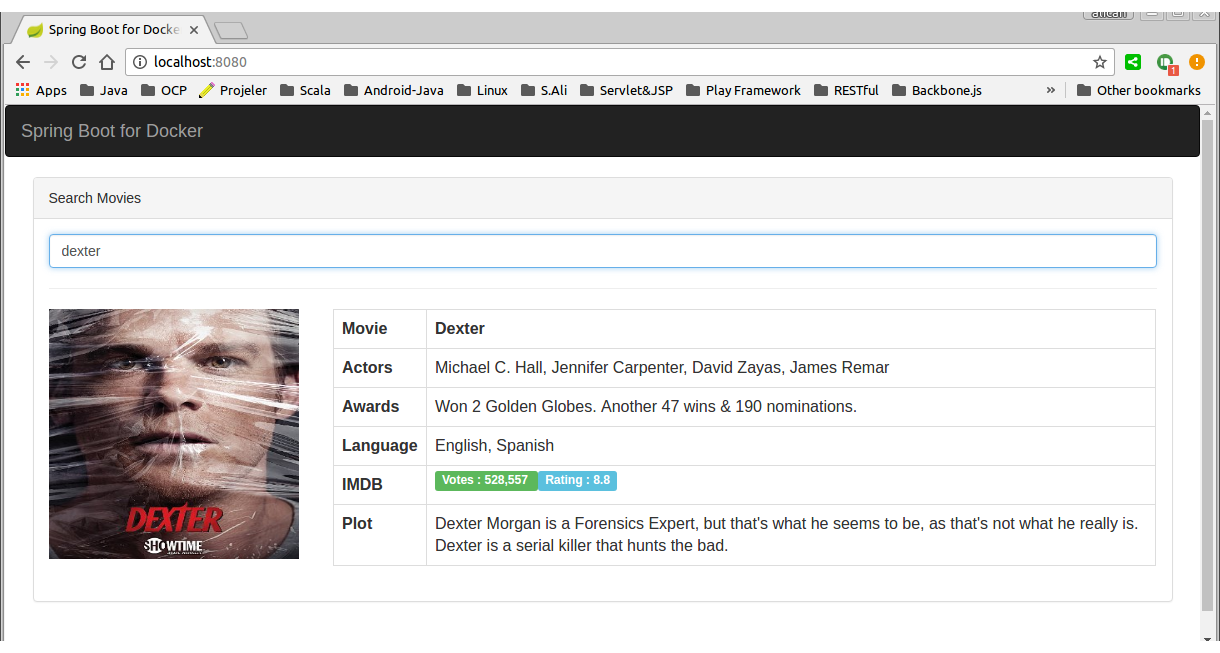 Spring Boot for Docke
localhost:8080
Apps Java OCP Projeler Scala Android-Java Linux S.Ali Servlet&JSP Play Framework RESTful Backbone.js » Other bookmarks
Spring Boot for Docker
Search Movies
dexter
Movie Dexter
Actors Michael C. Hall, Jennifer Carpenter, David Zayas, James Remar
Awards Won 2 Golden Globes. Another 47 wins & 190 nominations.
Language English, Spanish
IMDB Votes : 528,557 Rating : 8.8
Plot Dexter Morgan is a Forensics Expert, but that's what he seems to be, as that's not what he really is.
Dexter is a serial killer that hunts the bad.
DEXTER
SHOWTIME
1